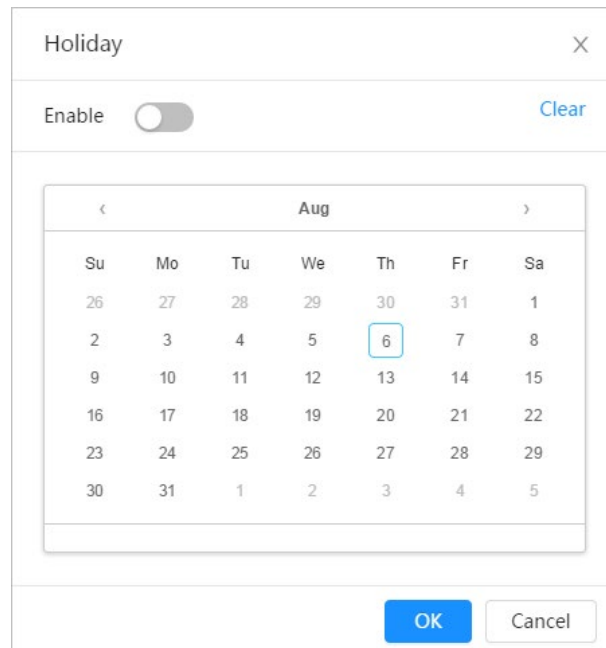 Holiday
Enable Clear
Aug
Su Mo Tu We Th Fr Sa
26 27 28 29 30 31 1
2 3 4 5 6 7 8
9 10 11 12 13 14 15
16 17 18 19 20 21 22
23 24 25 26 27 28 29
30 31 1 2 3 4 5
OK Cancel